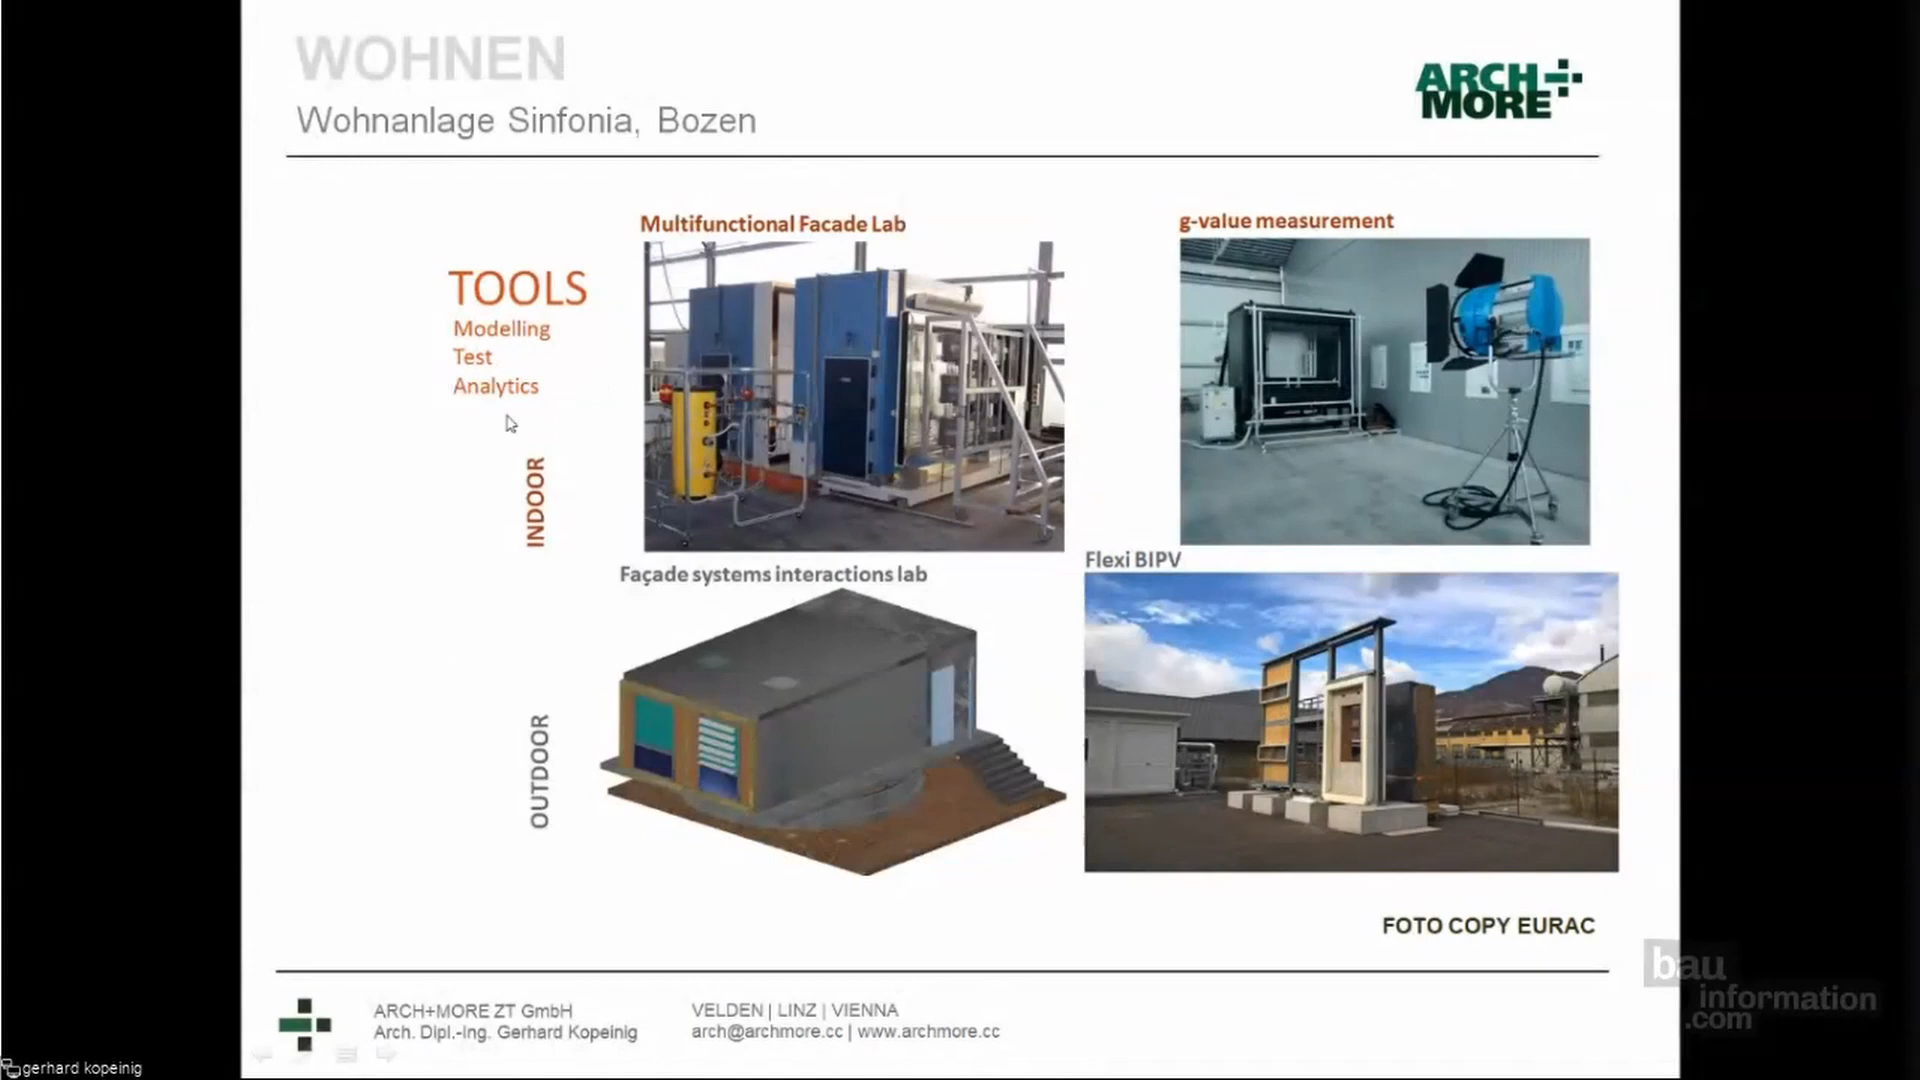 WOHNEN
Wohnanlage Sinfonia, Bozen
ARCH
MORE
Multifunctional Facade Lab
g-value measurement
TOOLS
Modelling
Test
Analytics
INDOOR
Façade systems interactions lab
Flexi BIPV
OUTDOOR
FOTO COPY EURAC
ARCH+MORE ZT GmbH
Arch. Dipl.-Ing. Gerhard Kopeinig
VELDEN | LINZ | VIENNA
arch@archmore.cc | www.archmore.cc
bau
information
.com
gerhard kopeinig